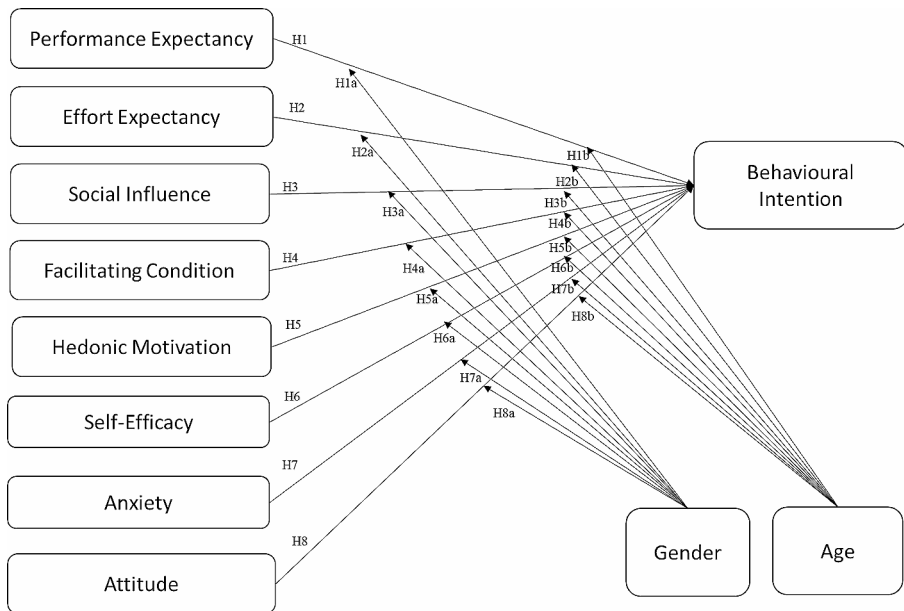 Performance Expectancy
H1
H1a
Effort Expectancy
H2
H2a
H1b
Behavioural
Intention
Social Influence
H3
H3a
H2b
H3b
H4b
Facilitating Condition
H4
H4a
H5b
H6b
H7b
H5a
H8b
Hedonic Motivation
H5
H6a
H7a
Self-Efficacy
H6
H8a
Anxiety
H7
Attitude
H8
Gender
Age